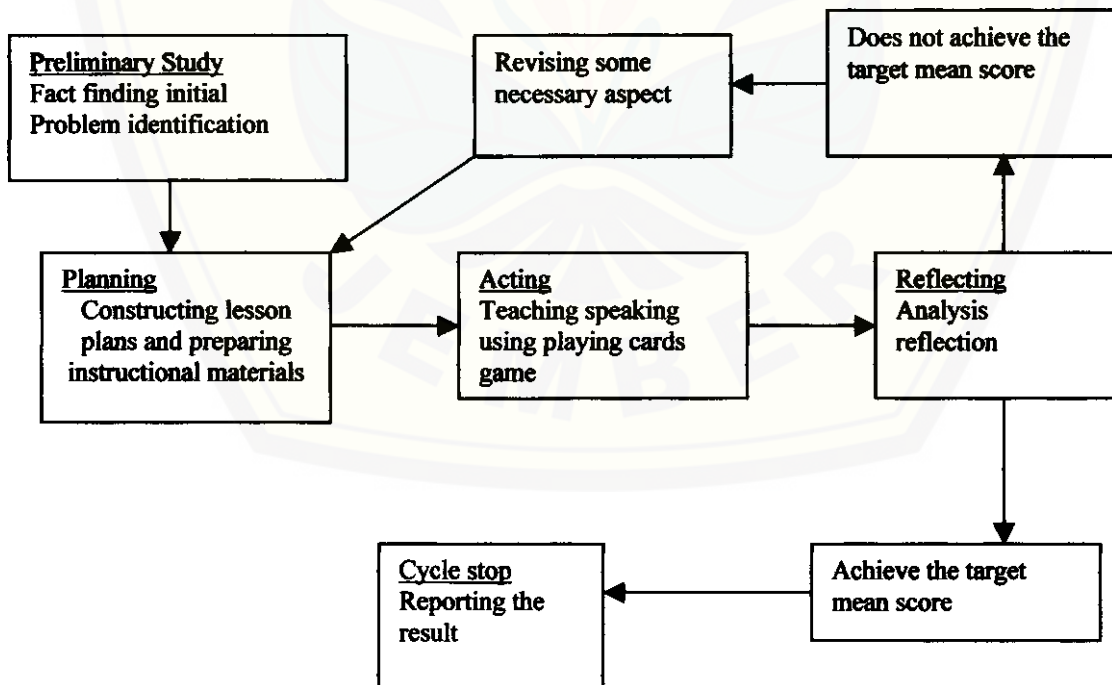 Preliminary Study
Fact finding initial
Problem identification
Revising some
necessary aspect
Does not achieve the
target mean score
Planning
Constructing lesson
plans and preparing
instructional materials
Acting
Teaching speaking
using playing cards
game
Reflecting
Analysis
reflection
JEMBER
Cycle stop
Reporting the
result
Achieve the target
mean score